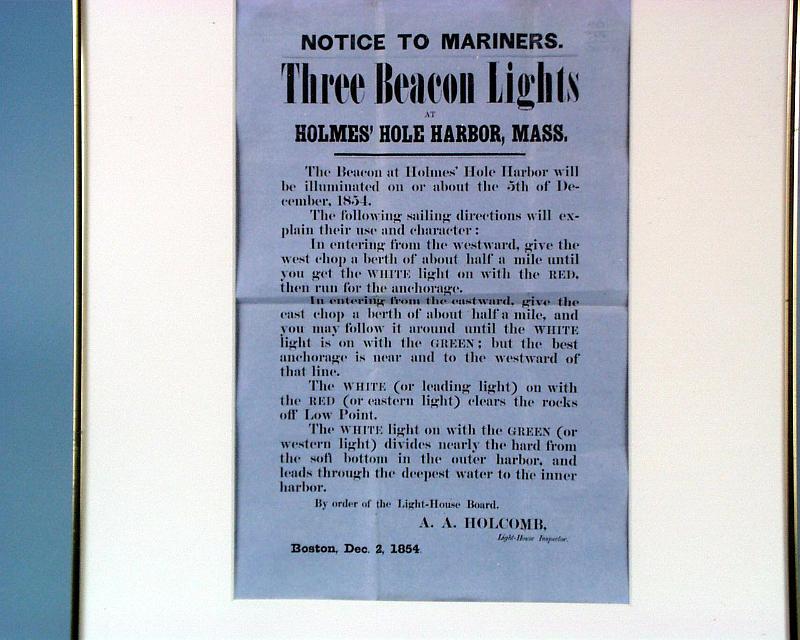 NOTICE TO MARINERS.
Three Beacon Lights
AT
HOLMES' HOLE HARBOR, MASS.
The Beacon at Holmes' Hole Harbor will
be illuminated on or about the 5th of De-
cember, 1854.
The following sailing directions will ex-
plain their use and character:
In entering from the westward, give the
west chop a berth of about half a mile until
you get the WHITE light on with the RED,
then run for the anchorage.
In entering from the eastward, give the
east chop a berth of about half a mile, and
you may follow it around until the WHITE
light is on with the GREEN; but the best
anchorage is near and to the westward of
that line.
The WHITE (or leading light) on with
the RED (or eastern light) clears the rocks
off Low Point.
The WHITE light on with the GREEN (or
western light) divides nearly the hard from
the soft bottom in the outer harbor, and
leads through the deepest water to the inner
harbor.
By order of the Light-House Board.
A. A. HOLCOMB,
Light-House Inspector.
Boston, Dec. 2, 1854.